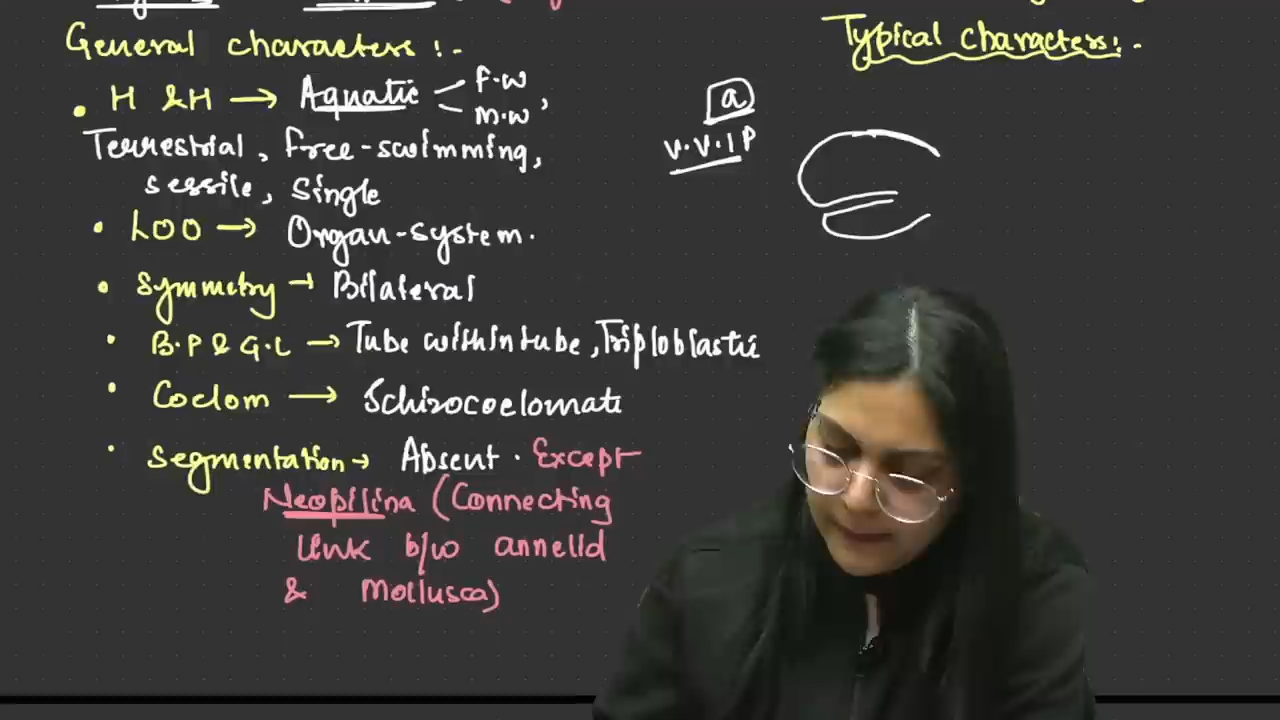 General characters :-
• H & H → Aquatic - f.w
- M.w ,
Terrestrial, free-swimming,
sessile, Single
• LOO → Organ-system.
• Symmetry → Bilateral
• B.P & G.L → Tube within tube, Triploblastic
• Coelom → Schizocoelomate
• Segmentation → Absent. Except
Neopilina (Connecting
link b/w annelid
& Mollusca)
Typical characters :-
a
V.V.I P